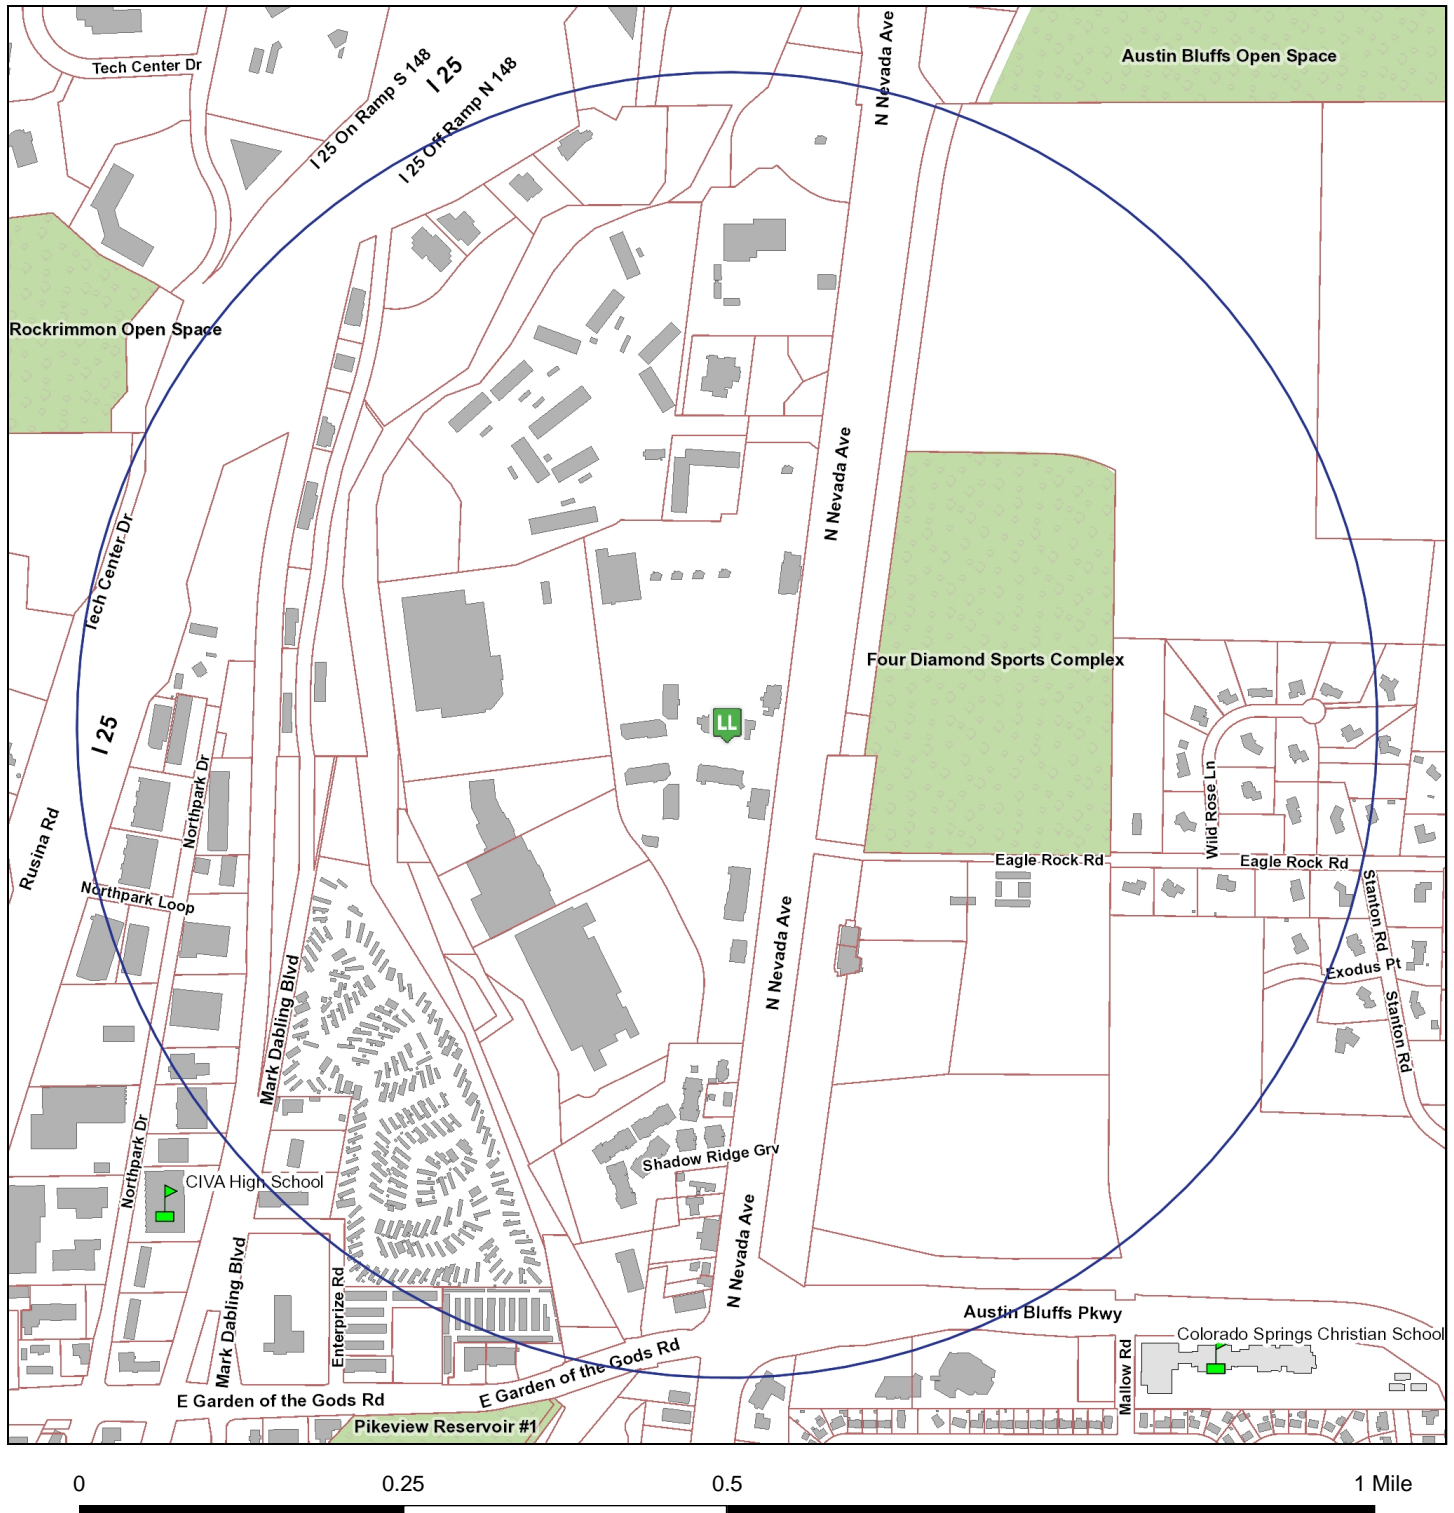 N Nevada Ave
Austin Bluffs Open Space
Tech Center Dr
I 25 On Ramp S 148
I 25
I 25 Off Ramp N 148
Rockrimmon Open Space
N Nevada Ave
Tech Center Dr
Four Diamond Sports Complex
LL
I 25
Northpark Dr
Wild Rose Ln
Rusina Rd
Eagle Rock Rd
Eagle Rock Rd
Northpark Loop
Stanton Rd
N Nevada Ave
Exodus Pt
Mark Dabling Blvd
Stanton Rd
Northpark Dr
Shadow Ridge Grv
CIVA High School
N Nevada Ave
Mark Dabling Blvd
Enterprize Rd
Austin Bluffs Pkwy
Colorado Springs Christian School
Mallow Rd
E Garden of the Gods Rd
E Garden of the Gods Rd
Pikeview Reservoir #1
0 0.25 0.5 1 Mile